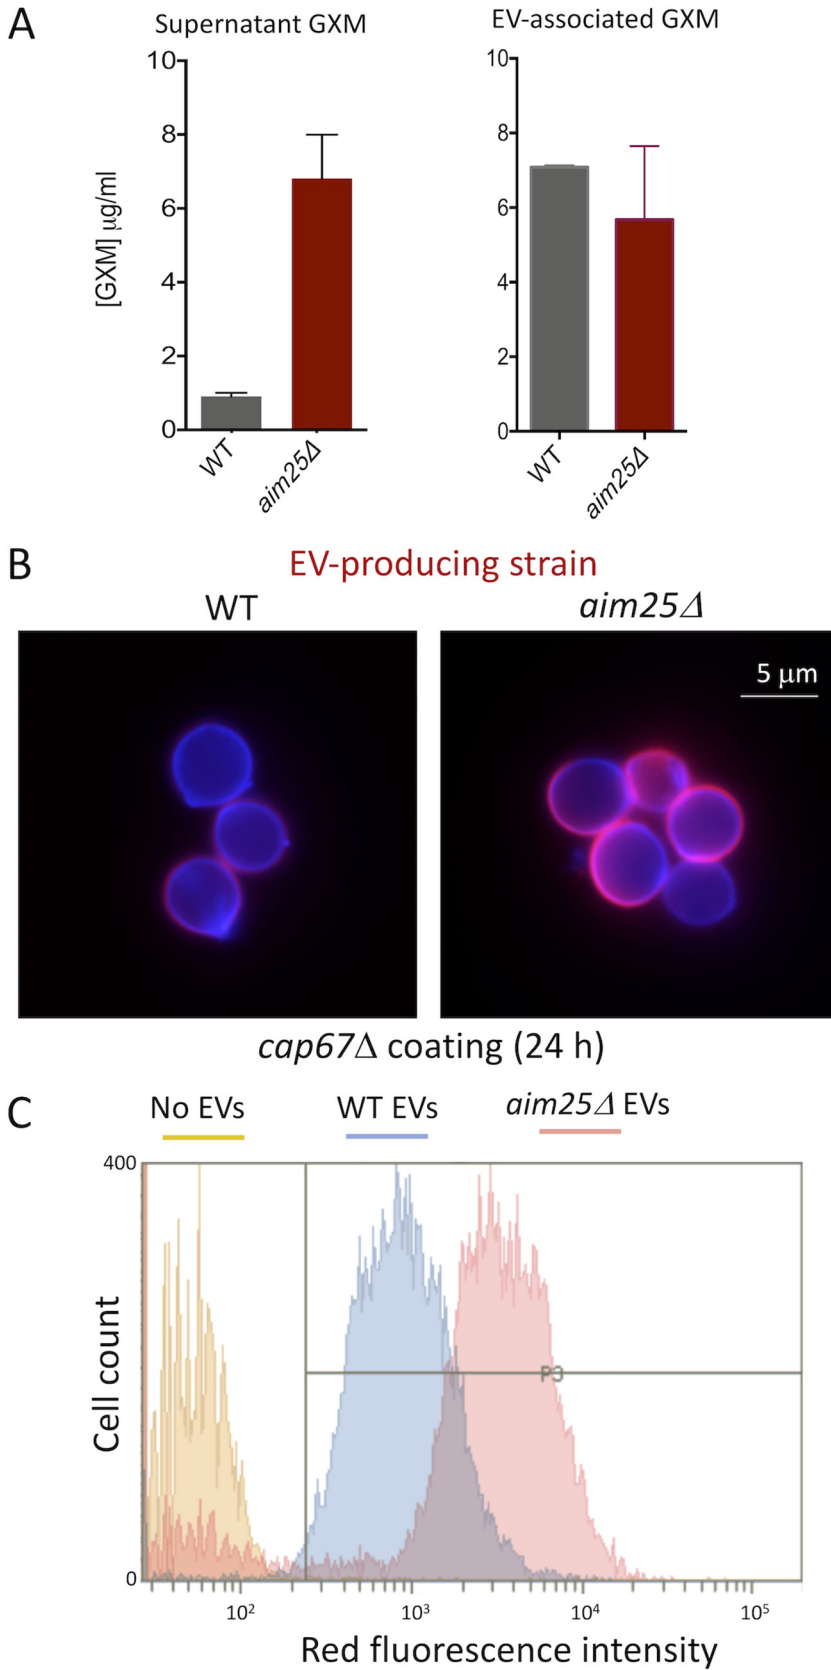 A
Supernatant GXM
EV-associated GXM
[GXM] μg/ml
10
8
6
4
2
0
WT
aim25Δ
10
8
6
4
2
0
WT
aim25Δ
B
EV-producing strain
WT
aim25Δ
5 μm
cap67Δ coating (24 h)
C
No EVs
WT EVs
aim25Δ EVs
400
Cell count
P3
0
10²
10³
10⁴
10⁵
Red fluorescence intensity